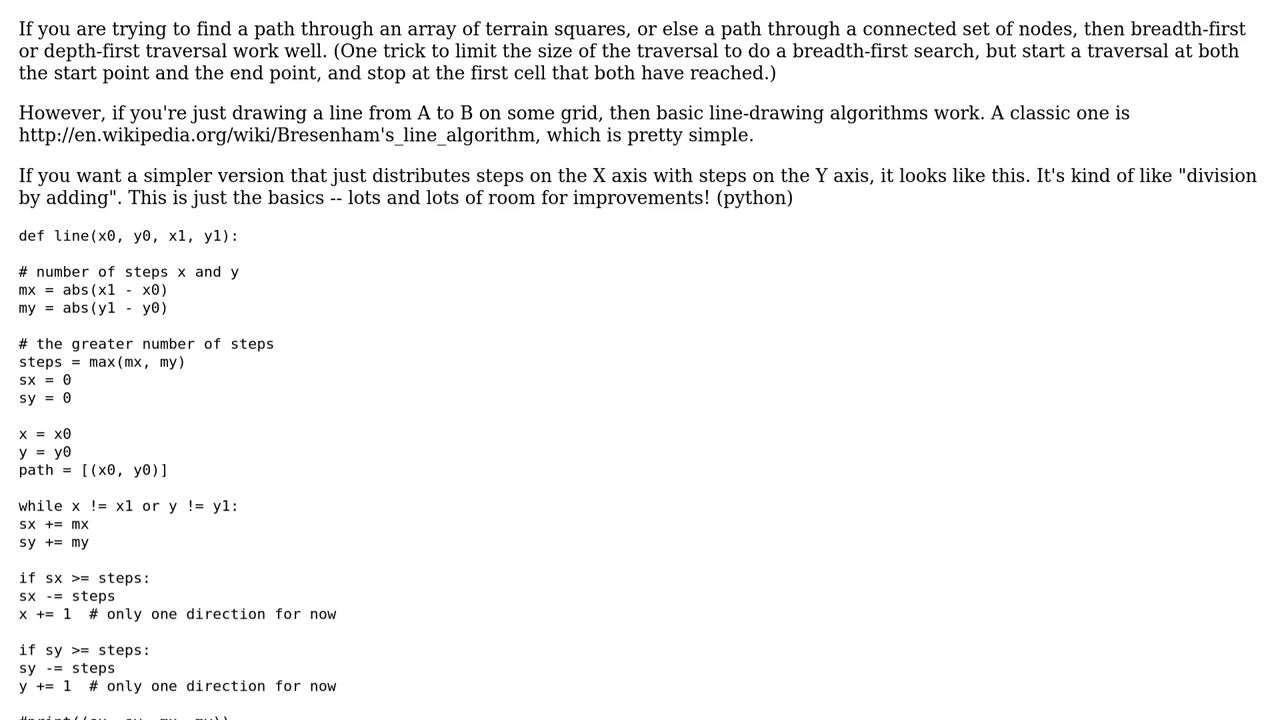 If you are trying to find a path through an array of terrain squares, or else a path through a connected set of nodes, then breadth-first
or depth-first traversal work well. (One trick to limit the size of the traversal to do a breadth-first search, but start a traversal at both
the start point and the end point, and stop at the first cell that both have reached.)
However, if you're just drawing a line from A to B on some grid, then basic line-drawing algorithms work. A classic one is
http://en.wikipedia.org/wiki/Bresenham's_line_algorithm, which is pretty simple.
If you want a simpler version that just distributes steps on the X axis with steps on the Y axis, it looks like this. It's kind of like "division
by adding". This is just the basics -- lots and lots of room for improvements! (python)
def line(x0, y0, x1, y1):
# number of steps x and y
mx = abs(x1 - x0)
my = abs(y1 - y0)
# the greater number of steps
steps = max(mx, my)
sx = 0
sy = 0
x = x0
y = y0
path = [(x0, y0)]
while x != x1 or y != y1:
sx += mx
sy += my
if sx >= steps:
sx -= steps
x += 1  # only one direction for now
if sy >= steps:
sy -= steps
y += 1  # only one direction for now
#print((sx, sy, mx, my))